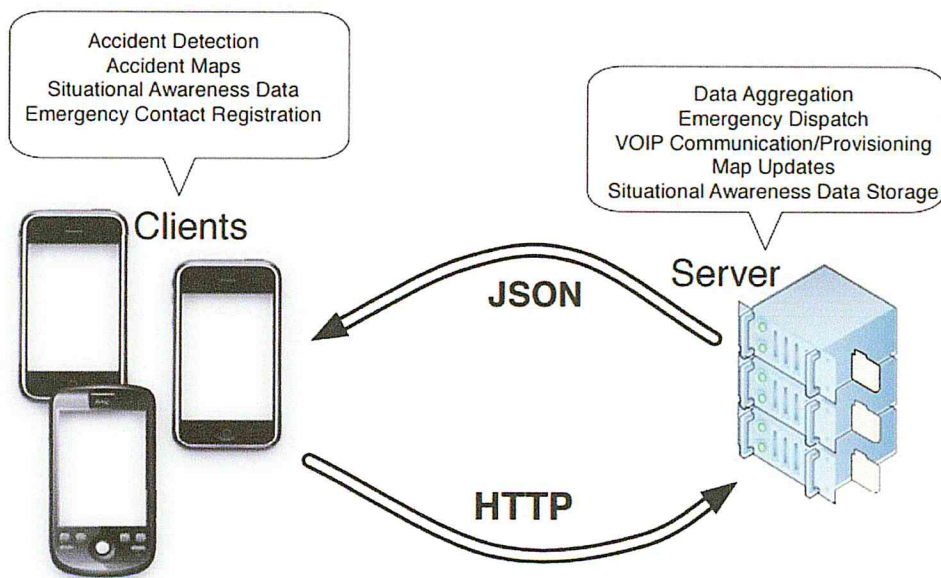 Accident Detection
Accident Maps
Situational Awareness Data
Emergency Contact Registration
Data Aggregation
Emergency Dispatch
VOIP Communication/Provisioning
Map Updates
Situational Awareness Data Storage
Clients
Server
JSON
HTTP